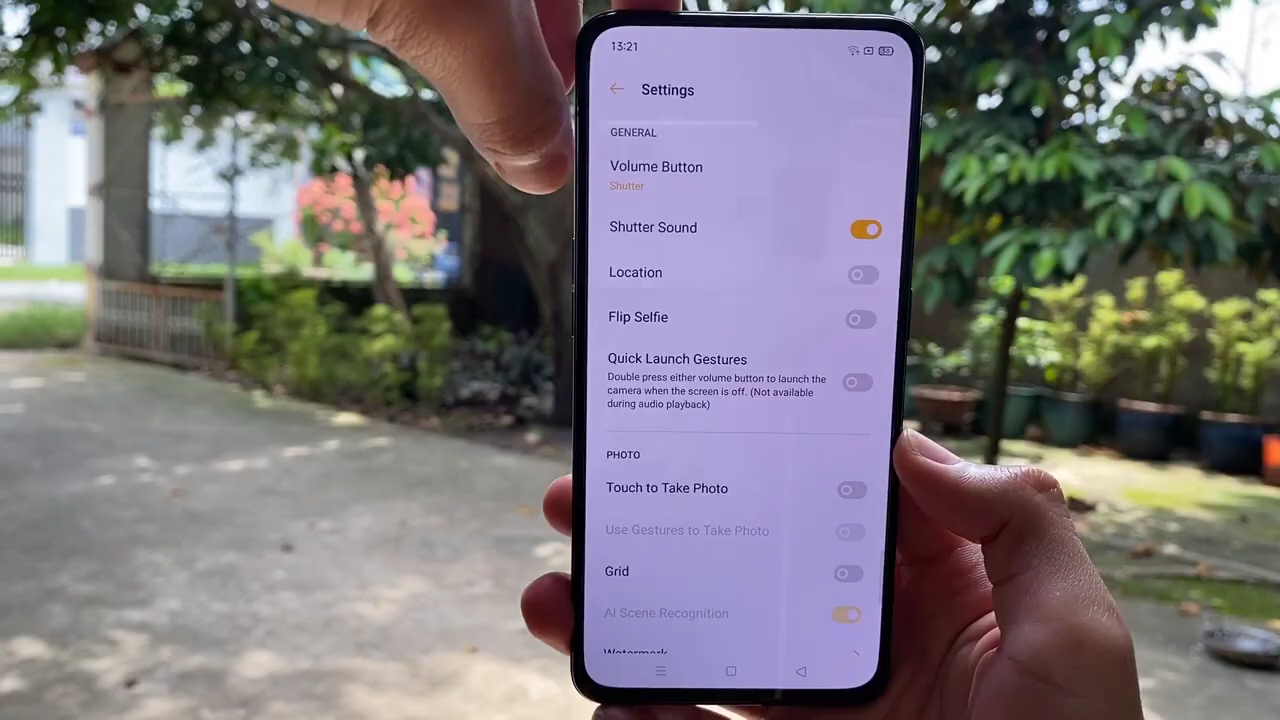 13:21
Settings
GENERAL
Volume Button
Shutter
Shutter Sound
Location
Flip Selfie
Quick Launch Gestures
Double press either volume button to launch the
camera when the screen is off. (Not available
during audio playback)
PHOTO
Touch to Take Photo
Use Gestures to Take Photo
Grid
AI Scene Recognition
Watermark